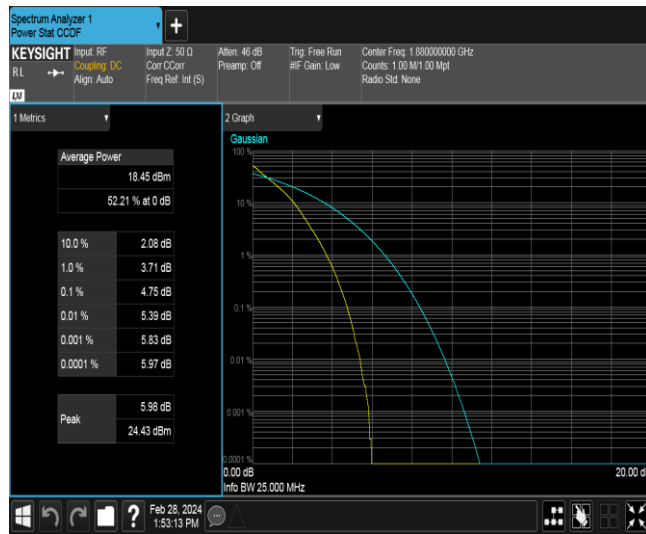 Spectrum Analyzer 1
Power Stat CCDF
KEYSIGHT
RL
LXI
Input: RF
Coupling: DC
Align: Auto
Input Z: 50 Ω
Corr CCorr
Freq Ref: Int (S)
Atten: 46 dB
Preamp: Off
Trig: Free Run
#IF Gain: Low
Center Freq: 1.880000000 GHz
Counts: 1.00 M/1.00 Mpt
Radio Std: None
1 Metrics
Average Power
18.45 dBm
52.21 % at 0 dB
10.0 % 2.08 dB
1.0 % 3.71 dB
0.1 % 4.75 dB
0.01 % 5.39 dB
0.001 % 5.83 dB
0.0001 % 5.97 dB
Peak
5.98 dB
24.43 dBm
2 Graph
Gaussian
100 %
10 %
1 %
0.1 %
0.01 %
0.001 %
0.0001 %
0.00 dB 20.00 d
Info BW 25.000 MHz
?
Feb 28, 2024
1:53:13 PM